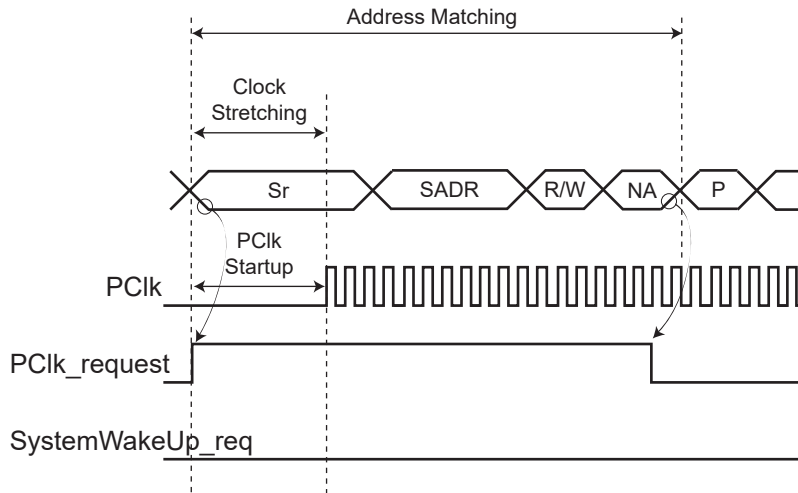 Address Matching
Clock
Stretching
Sr
SADR
R/W
NA
P
PClk
Startup
PClk
PClk_request
SystemWakeUp_req